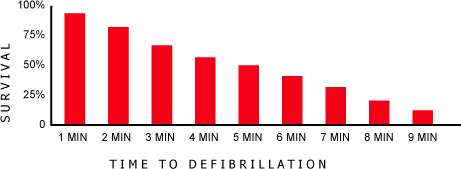 100%
75%
50%
25%
0
SURVIVAL
1 MIN 2 MIN 3 MIN 4 MIN 5 MIN 6 MIN 7 MIN 8 MIN 9 MIN
TIME TO DEFIBRILLATION